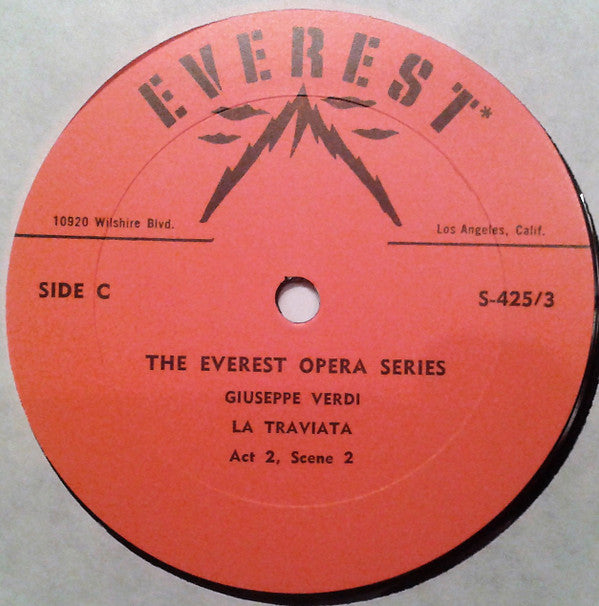 EVEREST*
10920 Wilshire Blvd.
Los Angeles, Calif.
SIDE C
S-425/3
THE EVEREST OPERA SERIES
GIUSEPPE VERDI
LA TRAVIATA
Act 2, Scene 2